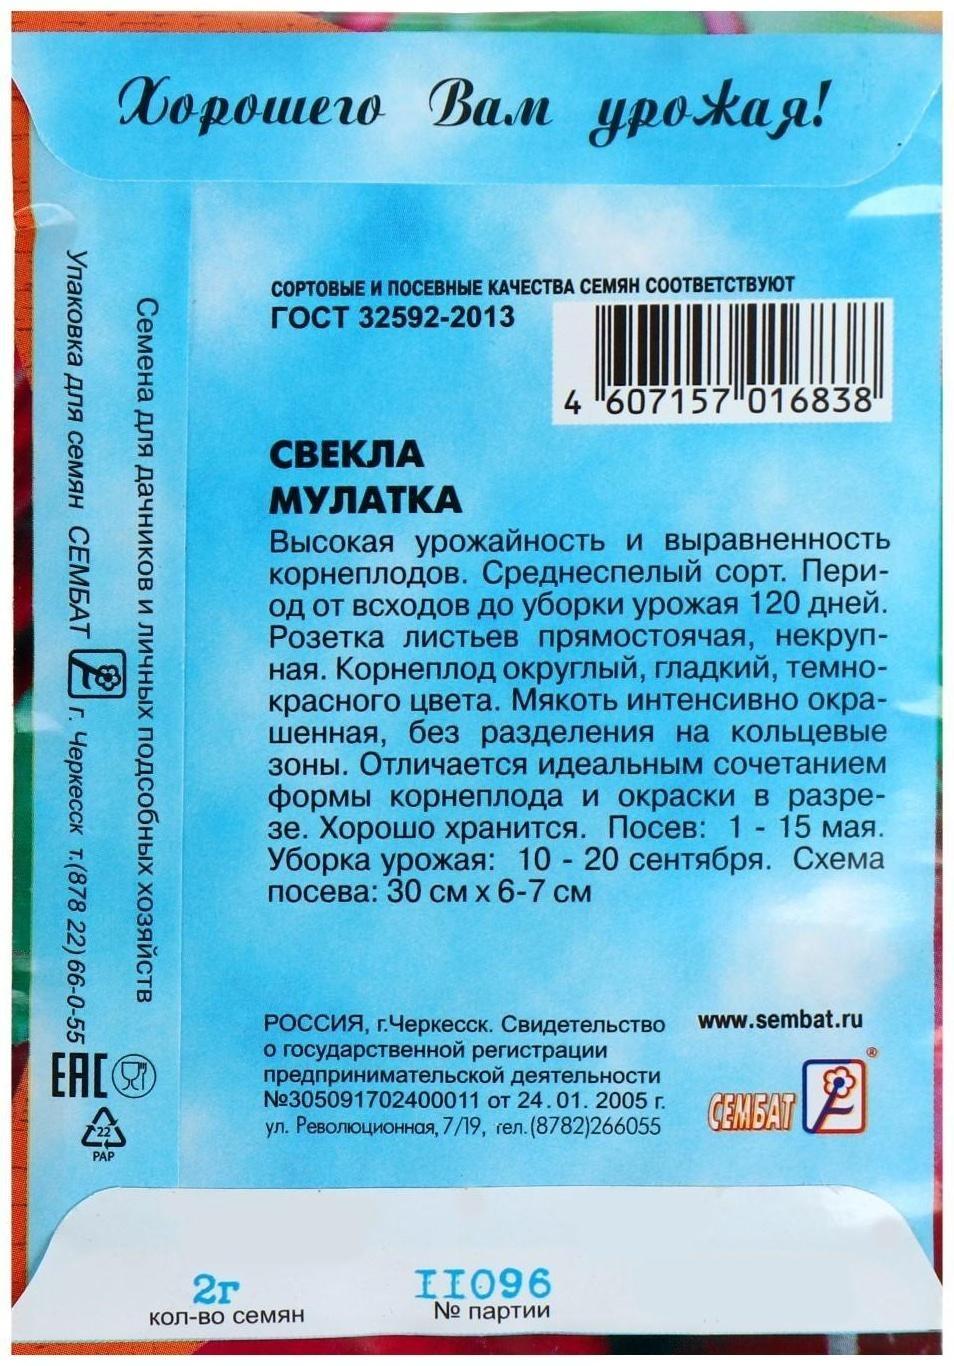 Хорошего Вам урожая!
СОРТОВЫЕ И ПОСЕВНЫЕ КАЧЕСТВА СЕМЯН СООТВЕТСТВУЮТ
ГОСТ 32592-2013
4 607157 016838
СВЕКЛА
МУЛАТКА
Высокая урожайность и выравненность
корнеплодов. Среднеспелый сорт. Пери-
од от всходов до уборки урожая 120 дней.
Розетка листьев прямостоячая, некруп-
ная. Корнеплод округлый, гладкий, темно-
красного цвета. Мякоть интенсивно окра-
шенная, без разделения на кольцевые
зоны. Отличается идеальным сочетанием
формы корнеплода и окраски в разре-
зе. Хорошо хранится. Посев: 1 - 15 мая.
Уборка урожая: 10 - 20 сентября. Схема
посева: 30 см х 6-7 см
РОССИЯ, г.Черкесск. Свидетельство
о государственной регистрации
предпринимательской деятельности
№305091702400011 от 24. 01. 2005 г.
ул. Революционная, 7/19, тел.(8782)266055
www.sembat.ru
СЕМБАТ ®
Семена для дачников и личных подсобных хозяйств
Упаковка для семян СЕМБАТ г. Черкесск т.(878 22) 66-0-55
EAC
22
PAP
2г
кол-во семян
11096
№ партии